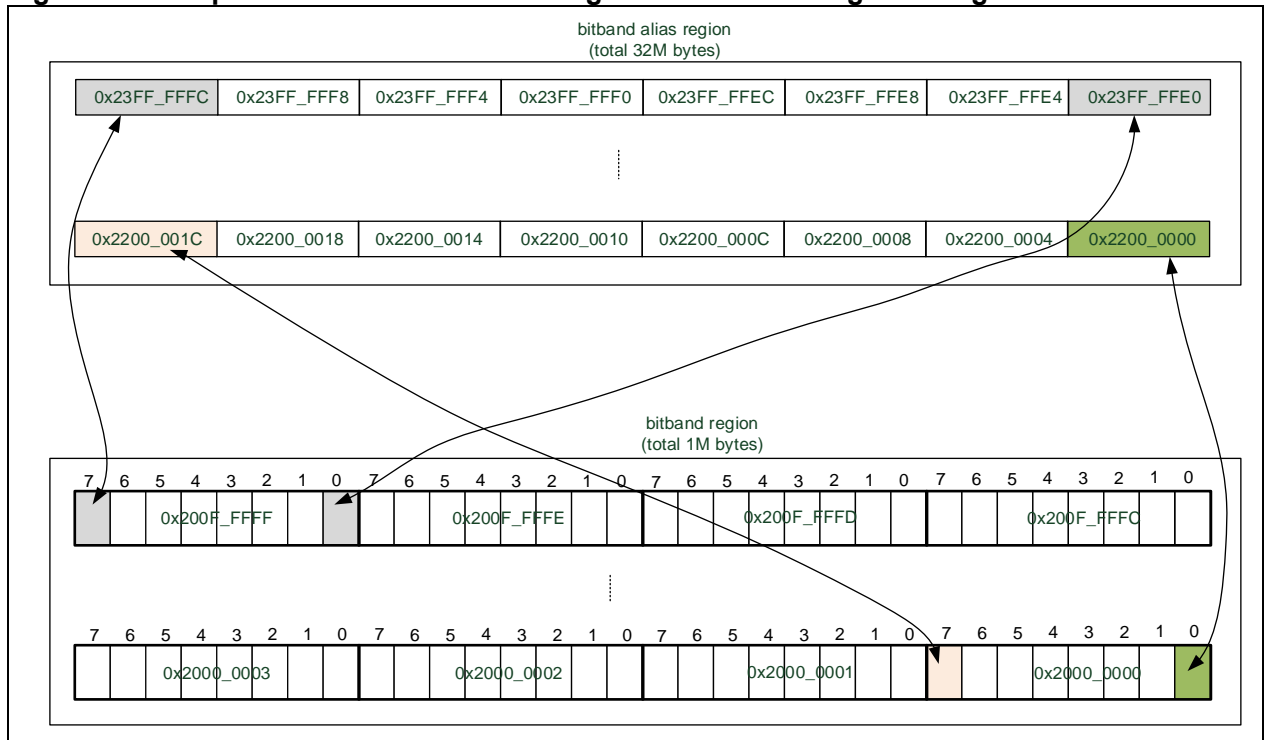 bitband alias region
(total 32M bytes)
0x23FF_FFFC 0x23FF_FFF8 0x23FF_FFF4 0x23FF_FFF0 0x23FF_FFEC 0x23FF_FFE8 0x23FF_FFE4 0x23FF_FFE0
0x2200_001C 0x2200_0018 0x2200_0014 0x2200_0010 0x2200_000C 0x2200_0008 0x2200_0004 0x2200_0000
bitband region
(total 1M bytes)
7 6 5 4 3 2 1 0 7 6 5 4 3 2 1 0 7 6 5 4 3 2 1 0 7 6 5 4 3 2 1 0
0x200F_FFFF 0x200F_FFFE 0x200F_FFFD 0x200F_FFFC
7 6 5 4 3 2 1 0 7 6 5 4 3 2 1 0 7 6 5 4 3 2 1 0 7 6 5 4 3 2 1 0
0x2000_0003 0x2000_0002 0x2000_0001 0x2000_0000